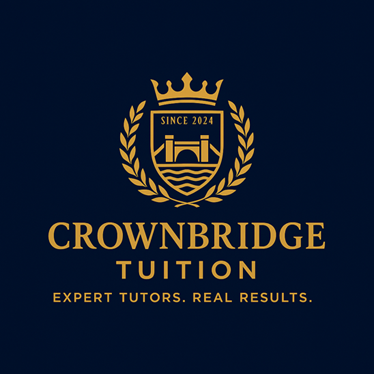 SINCE 2024
CROWNBRIDGE
TUITION
EXPERT TUTORS. REAL RESULTS.